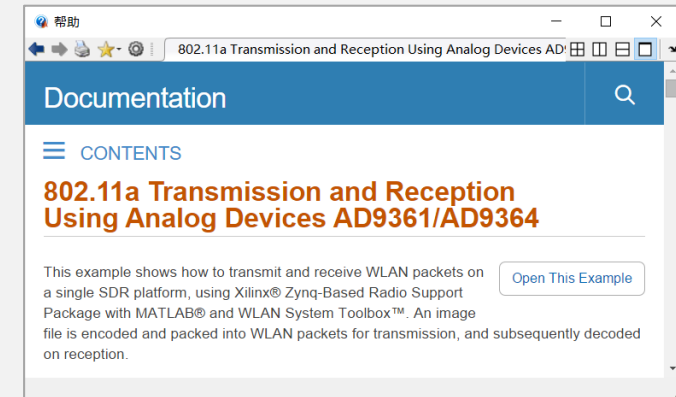 帮助
802.11a Transmission and Reception Using Analog Devices AD
Documentation
CONTENTS
802.11a Transmission and Reception
Using Analog Devices AD9361/AD9364
This example shows how to transmit and receive WLAN packets on
a single SDR platform, using Xilinx® Zynq-Based Radio Support
Package with MATLAB® and WLAN System Toolbox™. An image
file is encoded and packed into WLAN packets for transmission, and subsequently decoded
on reception.
Open This Example